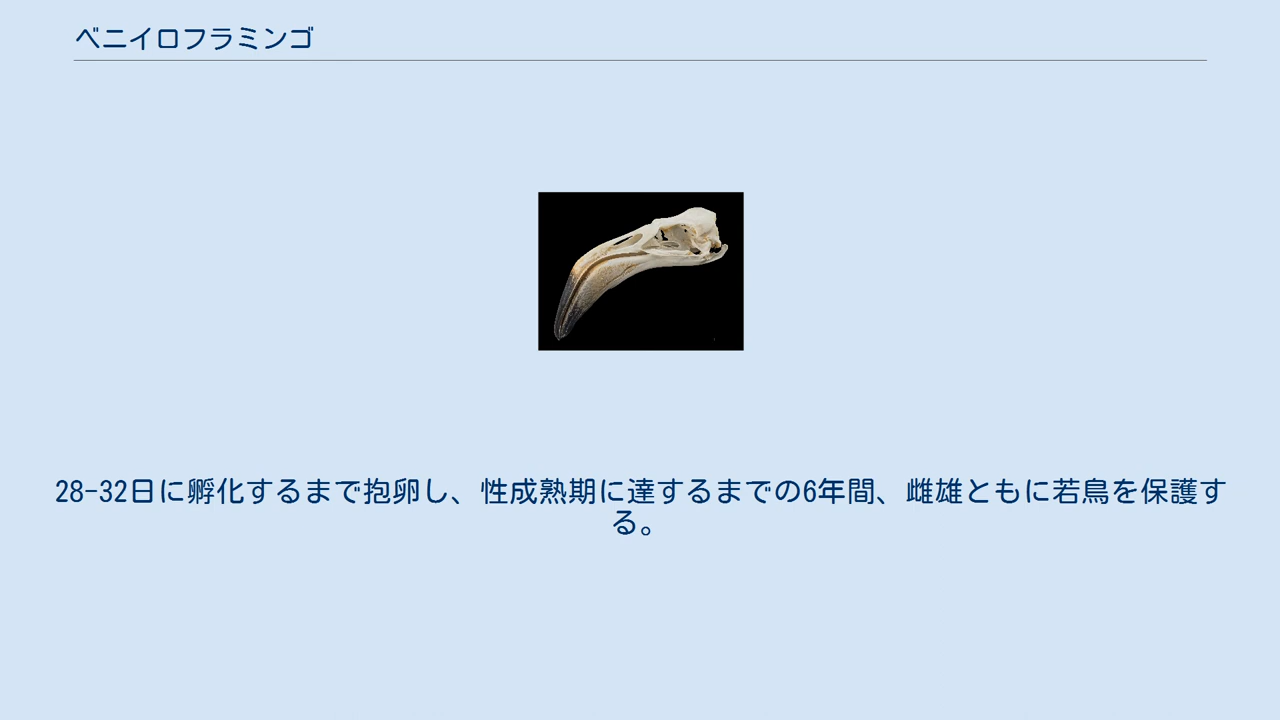 ベニイロフラミンゴ
28-32日に孵化するまで抱卵し、性成熟期に達するまでの6年間、雌雄ともに若鳥を保護す
る。